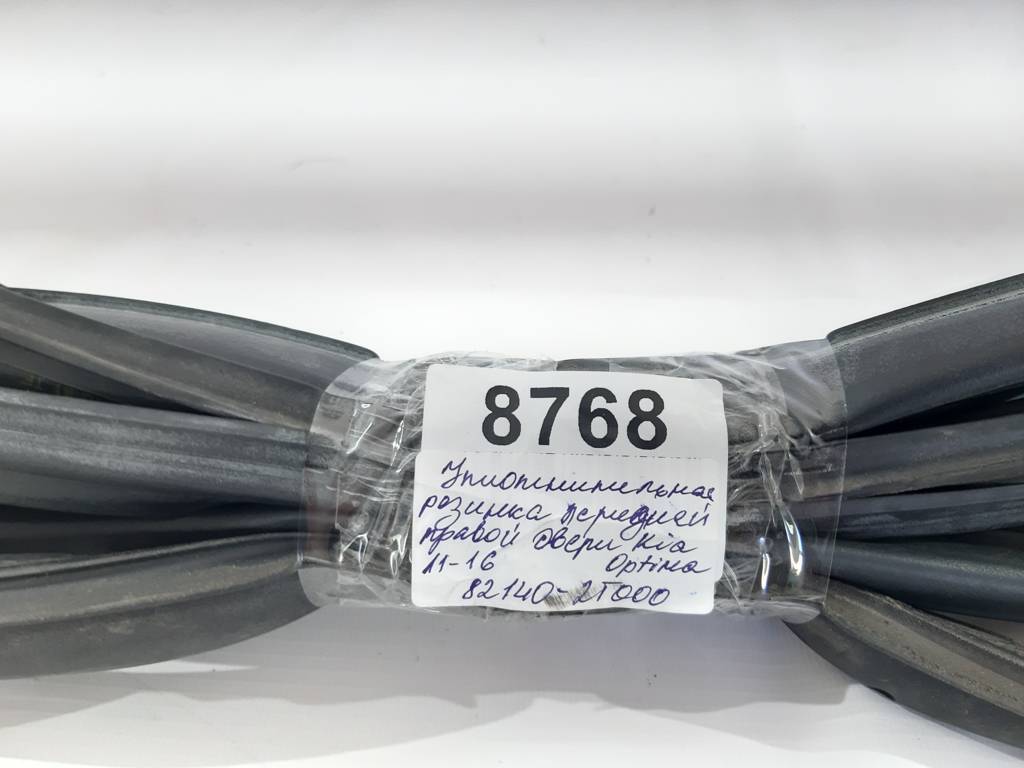 8768
Уплотнительная
резинка передней
правой двери Kia
11-16 Optima
82140-2T000